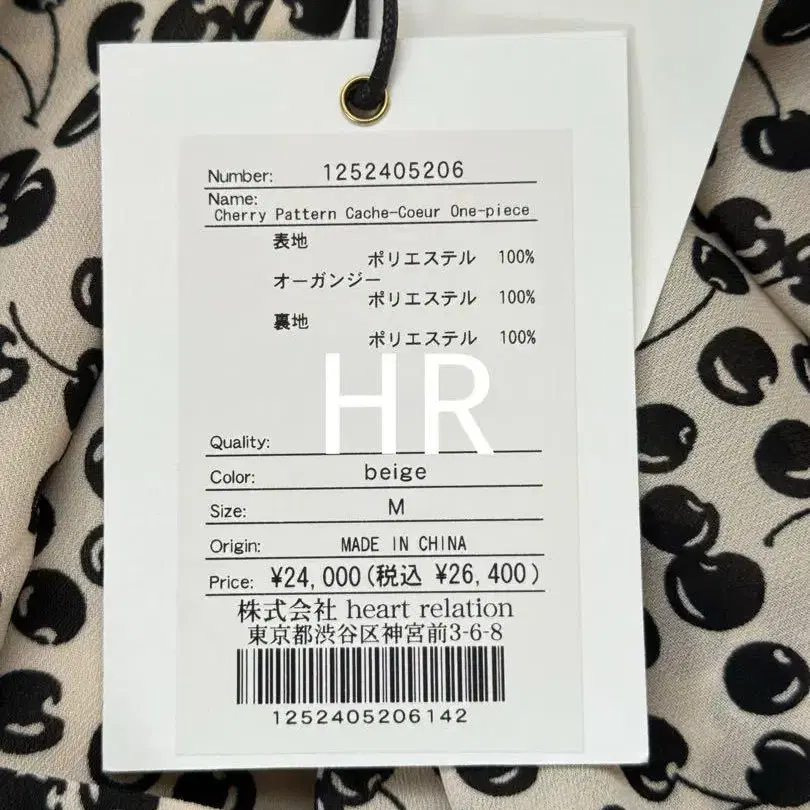 Number: 1252405206
Name:
Cherry Pattern Cache-Coeur One-piece
表地
ポリエステル 100%
オーガンジー
ポリエステル 100%
裏地
ポリエステル 100%
HR
Quality:
Color: beige
Size: M
Origin: MADE IN CHINA
Price: ¥24,000(税込 ¥26,400)
株式会社 heart relation
東京都渋谷区神宮前3-6-8
1252405206142